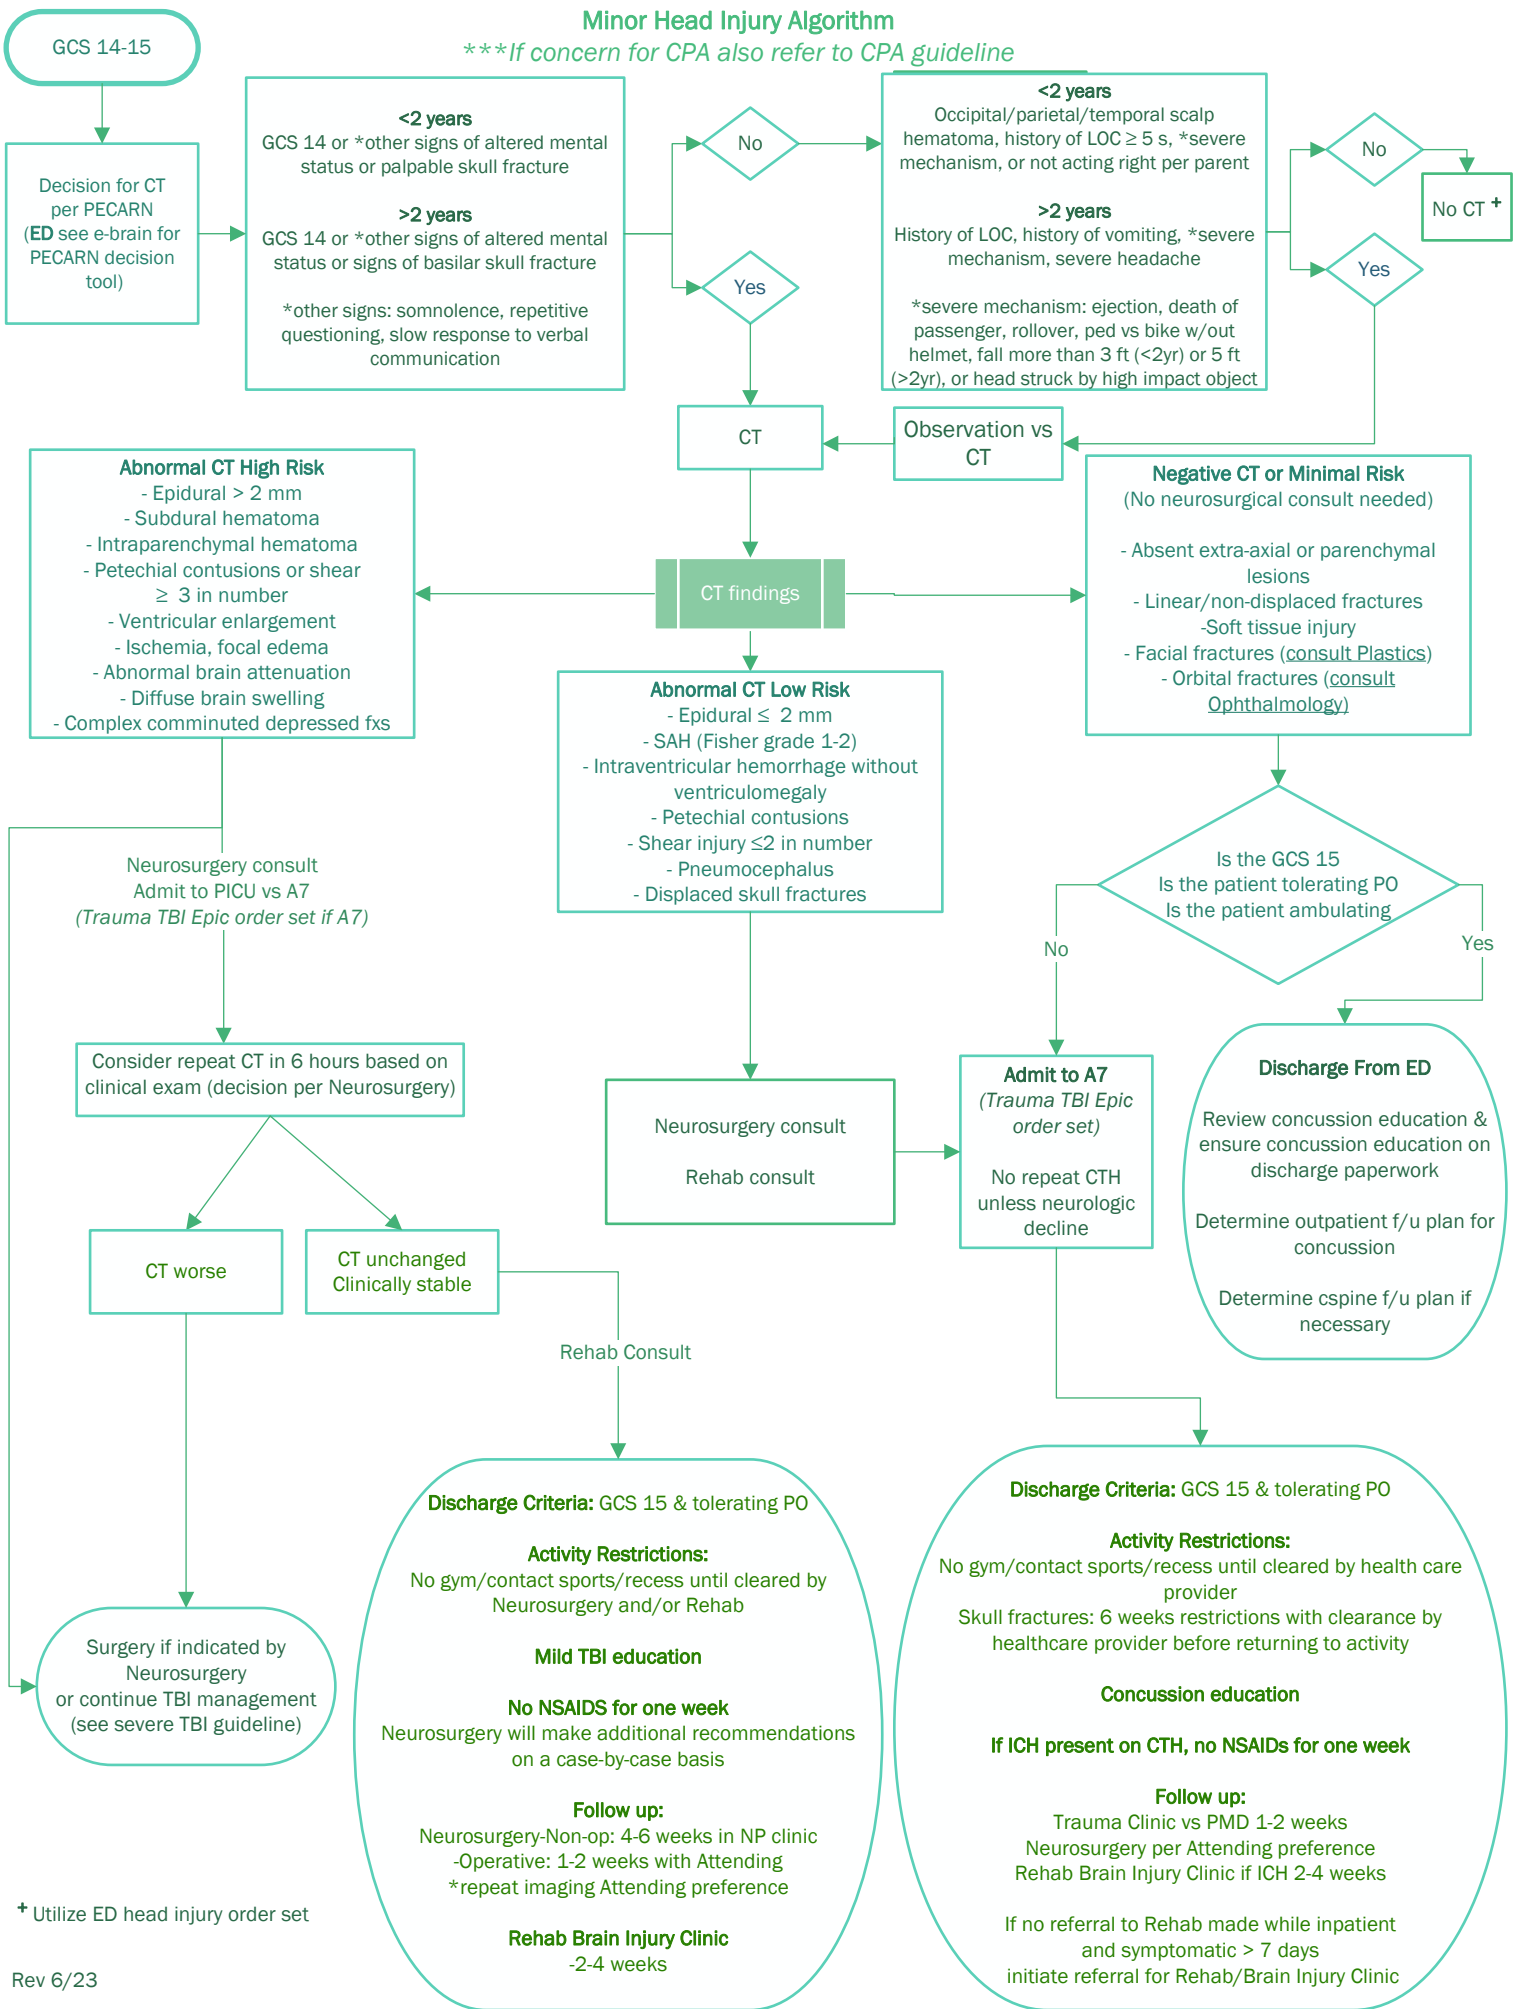 Minor Head Injury Algorithm
***If concern for CPA also refer to CPA guideline
GCS 14-15
Decision for CT
per PECARN
(ED see e-brain for
PECARN decision
tool)
<2 years
GCS 14 or *other signs of altered mental
status or palpable skull fracture
>2 years
GCS 14 or *other signs of altered mental
status or signs of basilar skull fracture
*other signs: somnolence, repetitive
questioning, slow response to verbal
communication
No
Yes
<2 years
Occipital/parietal/temporal scalp
hematoma, history of LOC ≥ 5 s, *severe
mechanism, or not acting right per parent
>2 years
History of LOC, history of vomiting, *severe
mechanism, severe headache
*severe mechanism: ejection, death of
passenger, rollover, ped vs bike w/out
helmet, fall more than 3 ft (<2yr) or 5 ft
(>2yr), or head struck by high impact object
No
Yes
No CT +
CT
Observation vs
CT
Abnormal CT High Risk
- Epidural > 2 mm
- Subdural hematoma
- Intraparenchymal hematoma
- Petechial contusions or shear
≥ 3 in number
- Ventricular enlargement
- Ischemia, focal edema
- Abnormal brain attenuation
- Diffuse brain swelling
- Complex comminuted depressed fxs
CT findings
Negative CT or Minimal Risk
(No neurosurgical consult needed)
- Absent extra-axial or parenchymal
lesions
- Linear/non-displaced fractures
-Soft tissue injury
- Facial fractures (consult Plastics)
- Orbital fractures (consult
Ophthalmology)
Abnormal CT Low Risk
- Epidural ≤ 2 mm
- SAH (Fisher grade 1-2)
- Intraventricular hemorrhage without
ventriculomegaly
- Petechial contusions
- Shear injury ≤2 in number
- Pneumocephalus
- Displaced skull fractures
Neurosurgery consult
Admit to PICU vs A7
(Trauma TBI Epic order set if A7)
Is the GCS 15
Is the patient tolerating PO
Is the patient ambulating
No
Yes
Consider repeat CT in 6 hours based on
clinical exam (decision per Neurosurgery)
Neurosurgery consult
Rehab consult
Admit to A7
(Trauma TBI Epic
order set)
No repeat CTH
unless neurologic
decline
Discharge From ED
Review concussion education &
ensure concussion education on
discharge paperwork
Determine outpatient f/u plan for
concussion
Determine cspine f/u plan if
necessary
CT worse
CT unchanged
Clinically stable
Rehab Consult
Surgery if indicated by
Neurosurgery
or continue TBI management
(see severe TBI guideline)
Discharge Criteria: GCS 15 & tolerating PO
Activity Restrictions:
No gym/contact sports/recess until cleared by
Neurosurgery and/or Rehab
Mild TBI education
No NSAIDS for one week
Neurosurgery will make additional recommendations
on a case-by-case basis
Follow up:
Neurosurgery-Non-op: 4-6 weeks in NP clinic
-Operative: 1-2 weeks with Attending
*repeat imaging Attending preference
Rehab Brain Injury Clinic
-2-4 weeks
Discharge Criteria: GCS 15 & tolerating PO
Activity Restrictions:
No gym/contact sports/recess until cleared by health care
provider
Skull fractures: 6 weeks restrictions with clearance by
healthcare provider before returning to activity
Concussion education
If ICH present on CTH, no NSAIDs for one week
Follow up:
Trauma Clinic vs PMD 1-2 weeks
Neurosurgery per Attending preference
Rehab Brain Injury Clinic if ICH 2-4 weeks
If no referral to Rehab made while inpatient
and symptomatic > 7 days
initiate referral for Rehab/Brain Injury Clinic
+ Utilize ED head injury order set
Rev 6/23